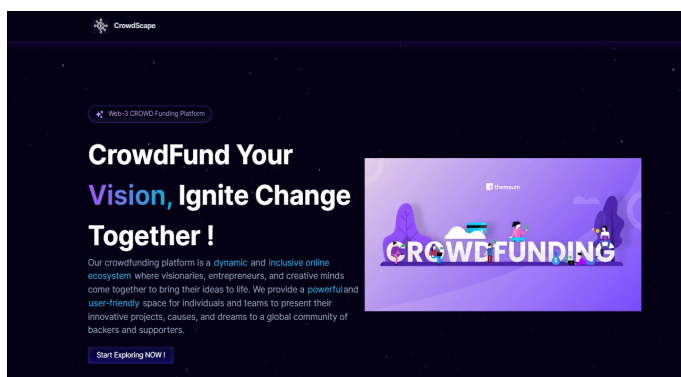 CrowdScape
Web-3 CROWD Funding Platform
CrowdFund Your
Vision, Ignite Change
Together !
Our crowdfunding platform is a dynamic and inclusive online
ecosystem where visionaries, entrepreneurs, and creative minds
come together to bring their ideas to life. We provide a powerful and
user-friendly space for individuals and teams to present their
innovative projects, causes, and dreams to a global community of
backers and supporters.
Start Exploring NOW !
themeum
CROWDFUNDING